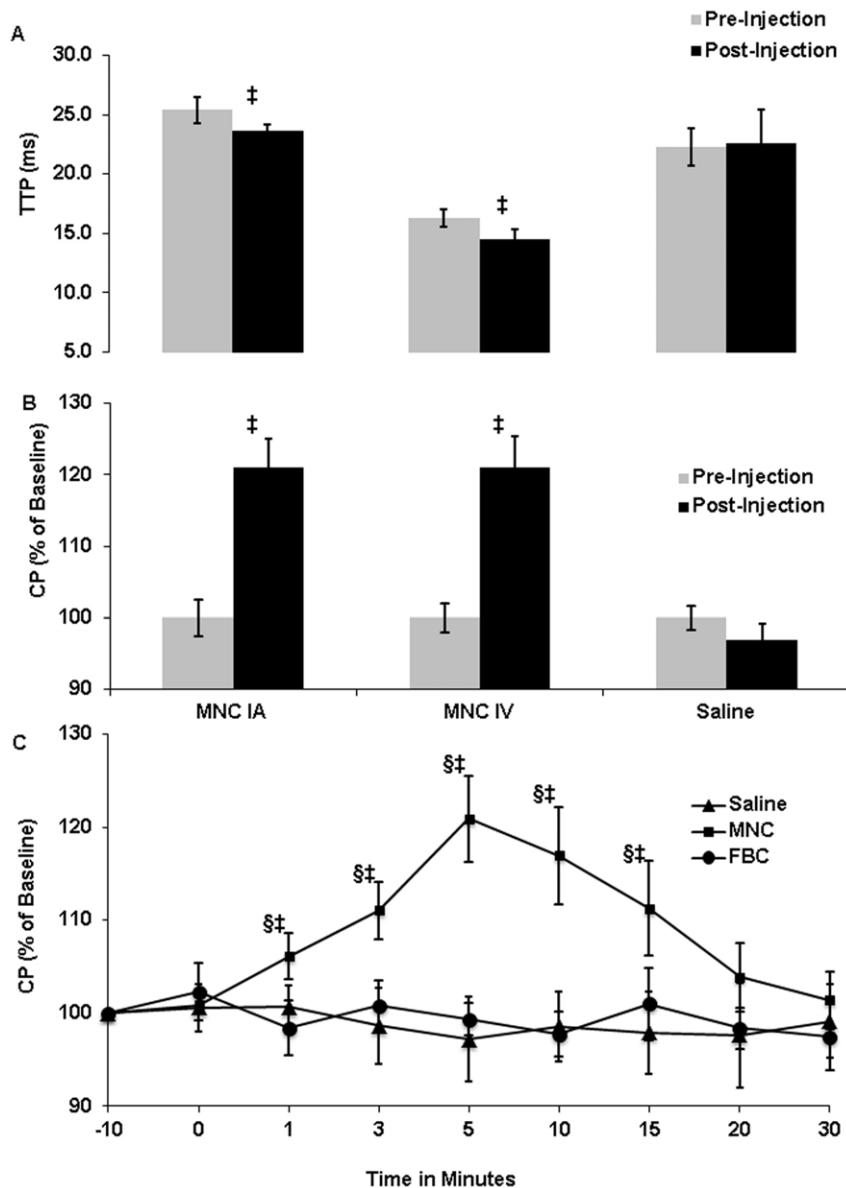 A
Pre-Injection
Post-Injection
TTP (ms)
30.0
25.0
20.0
15.0
10.0
5.0
‡
‡
B
CP (% of Baseline)
130
120
110
100
90
‡
‡
Pre-Injection
Post-Injection
MNC IA
MNC IV
Saline
C
CP (% of Baseline)
130
120
110
100
90
§‡
§‡
§‡
§‡
§‡
Saline
MNC
FBC
-10
0
1
3
5
10
15
20
30
Time in Minutes